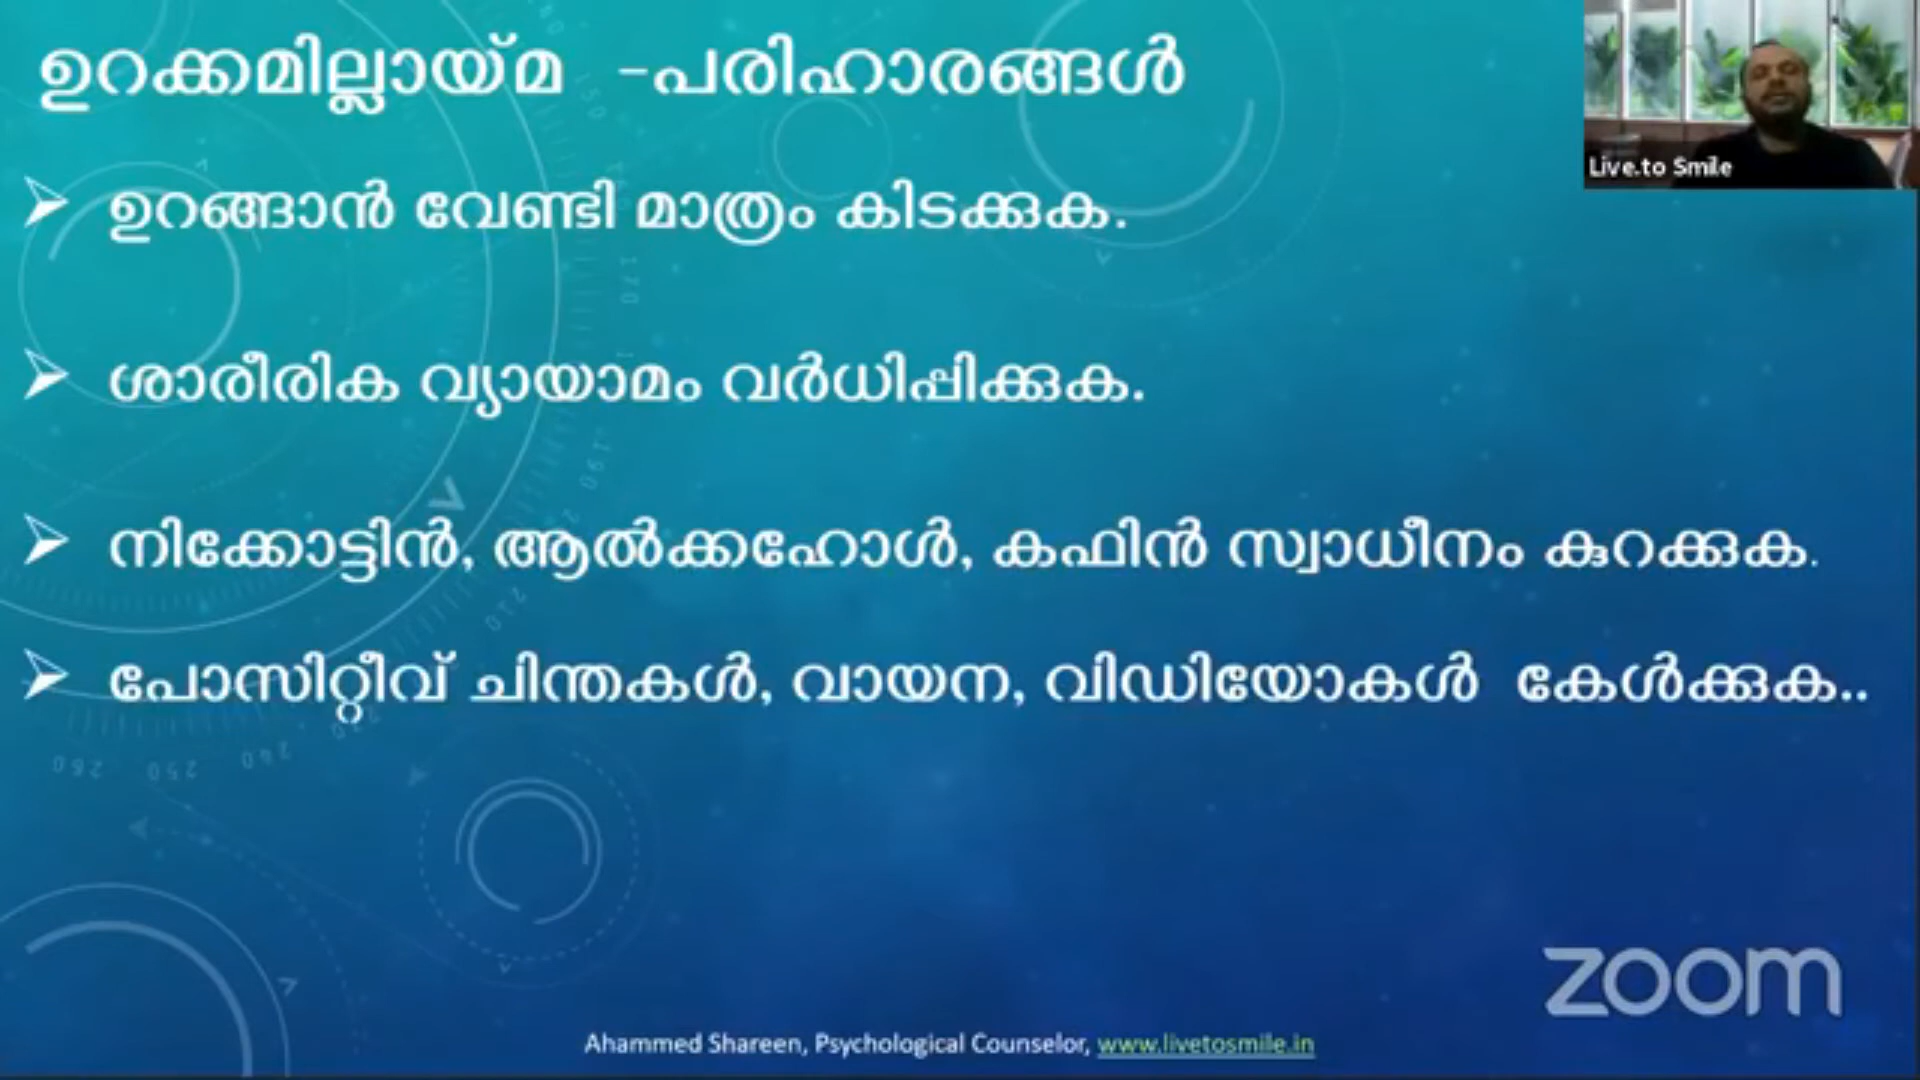 ഉറക്കമില്ലായ്മ -പരിഹാരങ്ങൾ
Live.to Smile
ഉറങ്ങാൻ വേണ്ടി മാത്രം കിടക്കുക.
ശാരീരിക വ്യായാമം വർധിപ്പിക്കുക.
നിക്കോട്ടിൻ, ആൽക്കഹോൾ, കഫിൻ സ്വാധീനം കുറക്കുക.
പോസിറ്റീവ് ചിന്തകൾ, വായന, വിഡിയോകൾ കേൾക്കുക..
zoom
Ahammed Shareen, Psychological Counselor, www.livetosmile.in